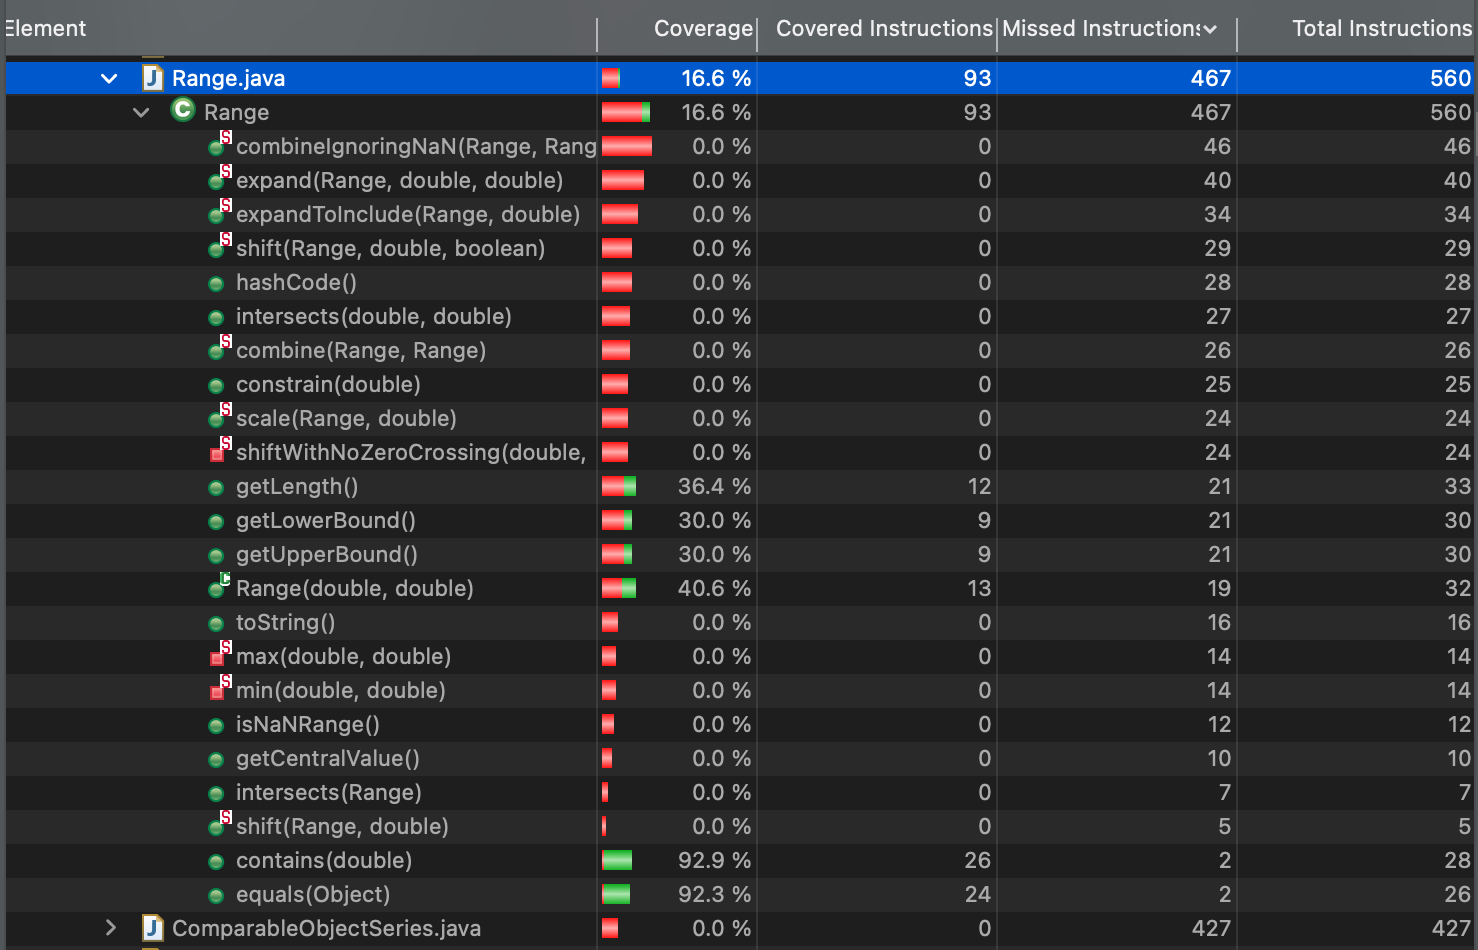 Element Coverage Covered Instructions Missed Instructions Total Instructions
J Range.java 16.6 % 93 467 560
C Range 16.6 % 93 467 560
S combineIgnoringNaN(Range, Rang 0.0 % 0 46 46
S expand(Range, double, double) 0.0 % 0 40 40
S expandToInclude(Range, double) 0.0 % 0 34 34
S shift(Range, double, boolean) 0.0 % 0 29 29
hashCode() 0.0 % 0 28 28
intersects(double, double) 0.0 % 0 27 27
S combine(Range, Range) 0.0 % 0 26 26
constrain(double) 0.0 % 0 25 25
S scale(Range, double) 0.0 % 0 24 24
S shiftWithNoZeroCrossing(double, 0.0 % 0 24 24
getLength() 36.4 % 12 21 33
getLowerBound() 30.0 % 9 21 30
getUpperBound() 30.0 % 9 21 30
C Range(double, double) 40.6 % 13 19 32
toString() 0.0 % 0 16 16
S max(double, double) 0.0 % 0 14 14
S min(double, double) 0.0 % 0 14 14
isNaNRange() 0.0 % 0 12 12
getCentralValue() 0.0 % 0 10 10
intersects(Range) 0.0 % 0 7 7
S shift(Range, double) 0.0 % 0 5 5
contains(double) 92.9 % 26 2 28
equals(Object) 92.3 % 24 2 26
J ComparableObjectSeries.java 0.0 % 0 427 427